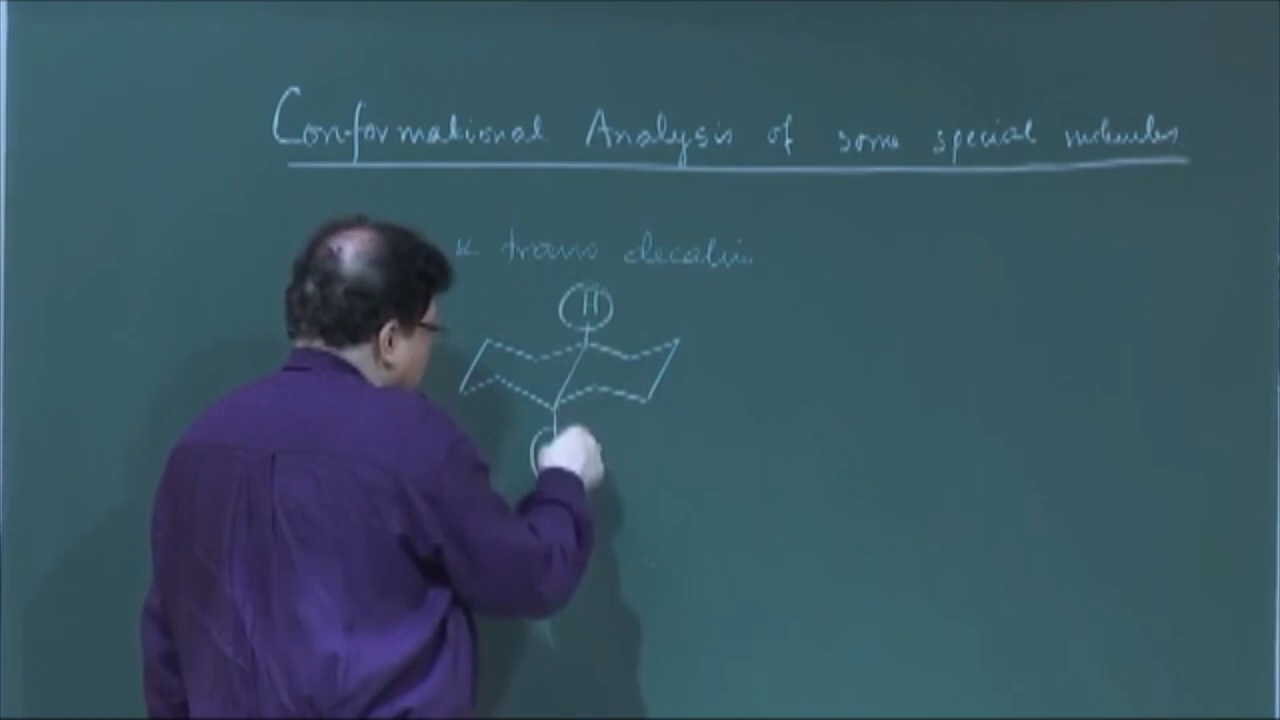 Conformational Analysis of some special molecules
trans decalin
H